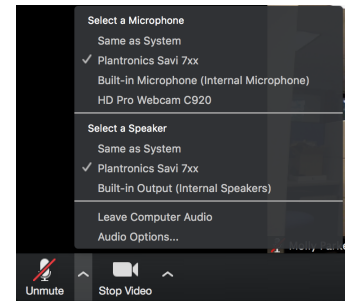 Select a Microphone
Same as System
✓ Plantronics Savi 7xx
Built-in Microphone (Internal Microphone)
HD Pro Webcam C920
Select a Speaker
Same as System
✓ Plantronics Savi 7xx
Built-in Output (Internal Speakers)
Leave Computer Audio
Audio Options...
Molly
Unmute
Stop Video